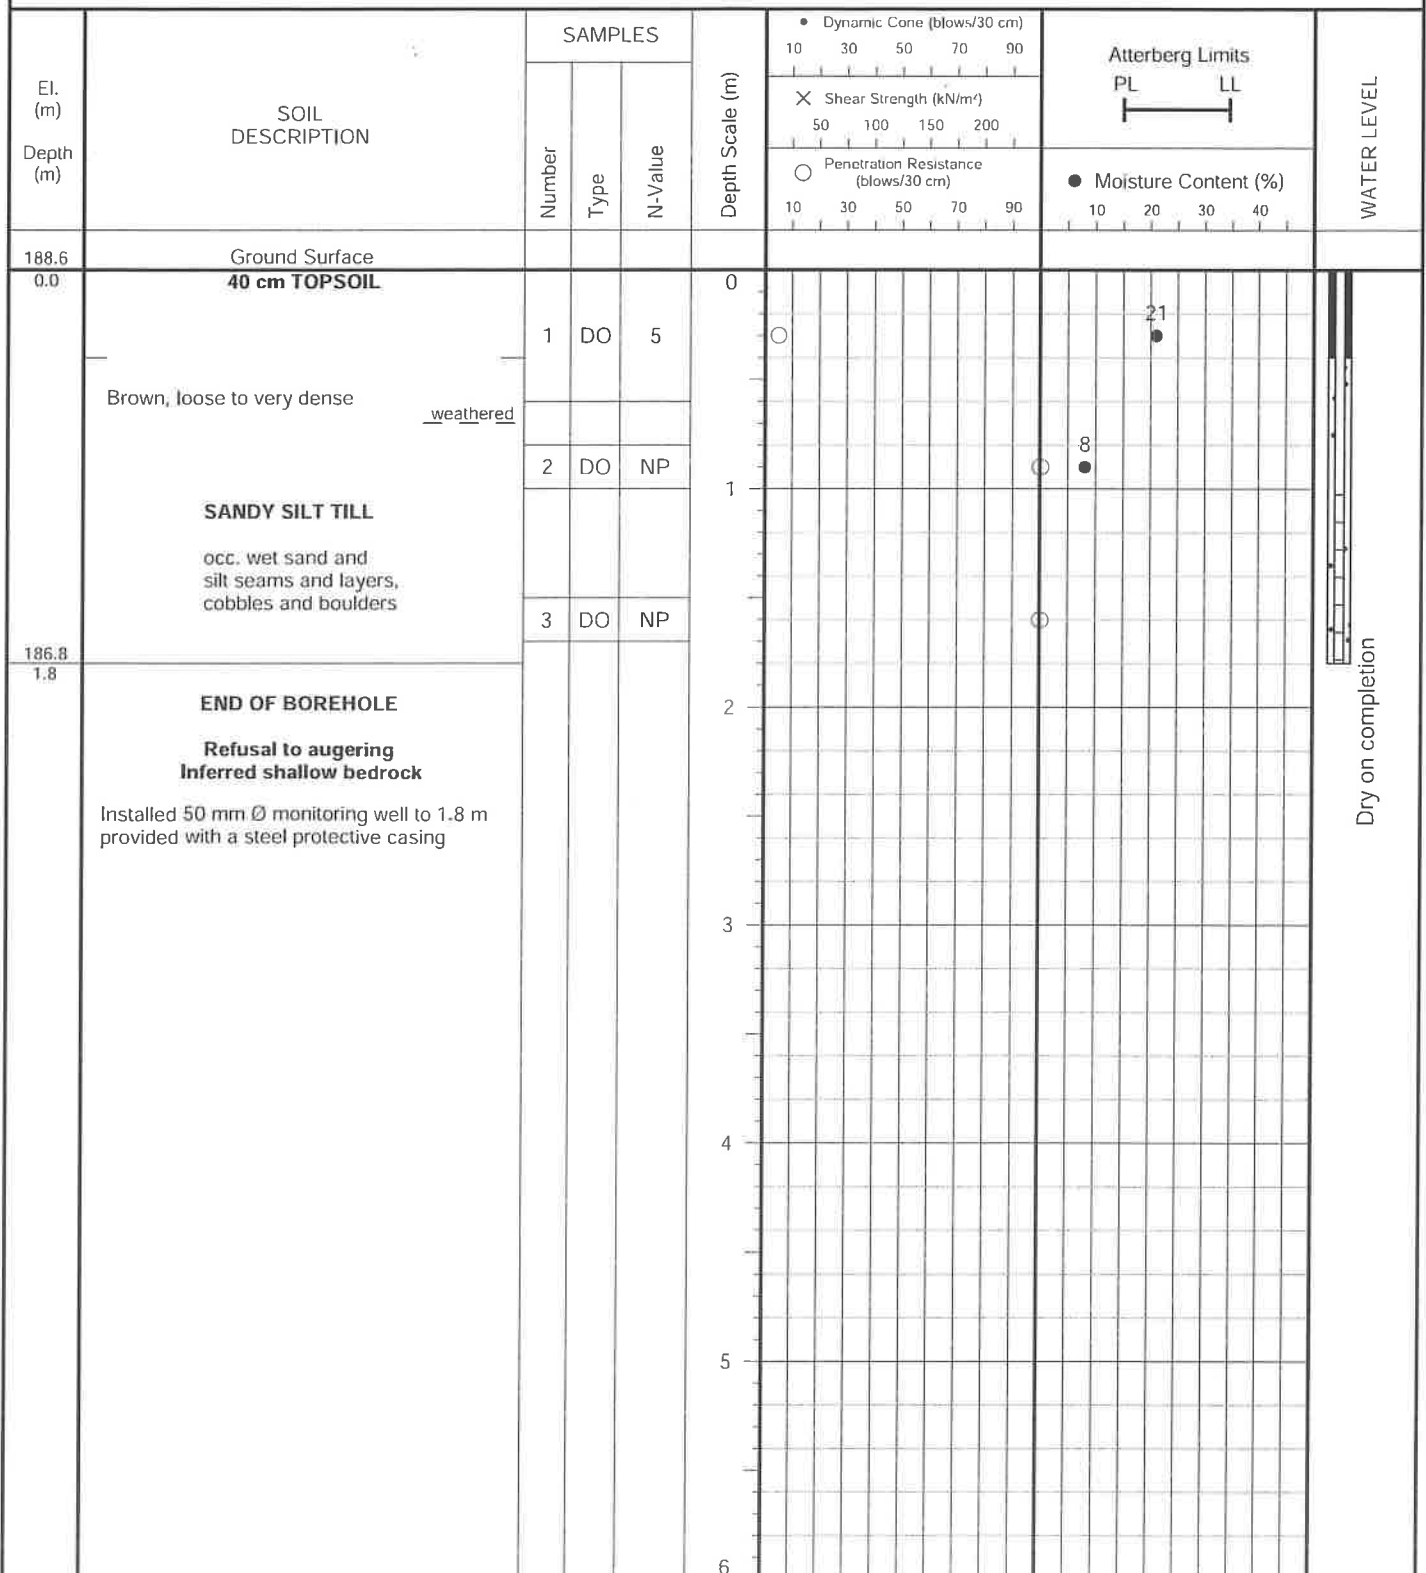 El.
(m)
Depth
(m)
SOIL
DESCRIPTION
SAMPLES
Number
Type
N-Value
Depth Scale (m)
• Dynamic Cone (blows/30 cm)
10 30 50 70 90
× Shear Strength (kN/m²)
50 100 150 200
○ Penetration Resistance
(blows/30 cm)
10 30 50 70 90
Atterberg Limits
PL LL
● Moisture Content (%)
10 20 30 40
WATER LEVEL
188.6
Ground Surface
0.0
40 cm TOPSOIL
0
21
1 DO 5
Brown, loose to very dense
weathered
8
2 DO NP
1
SANDY SILT TILL
occ. wet sand and
silt seams and layers,
cobbles and boulders
3 DO NP
186.8
1.8
END OF BOREHOLE
2
Refusal to augering
Inferred shallow bedrock
Installed 50 mm Ø monitoring well to 1.8 m
provided with a steel protective casing
Dry on completion
3
4
5
6